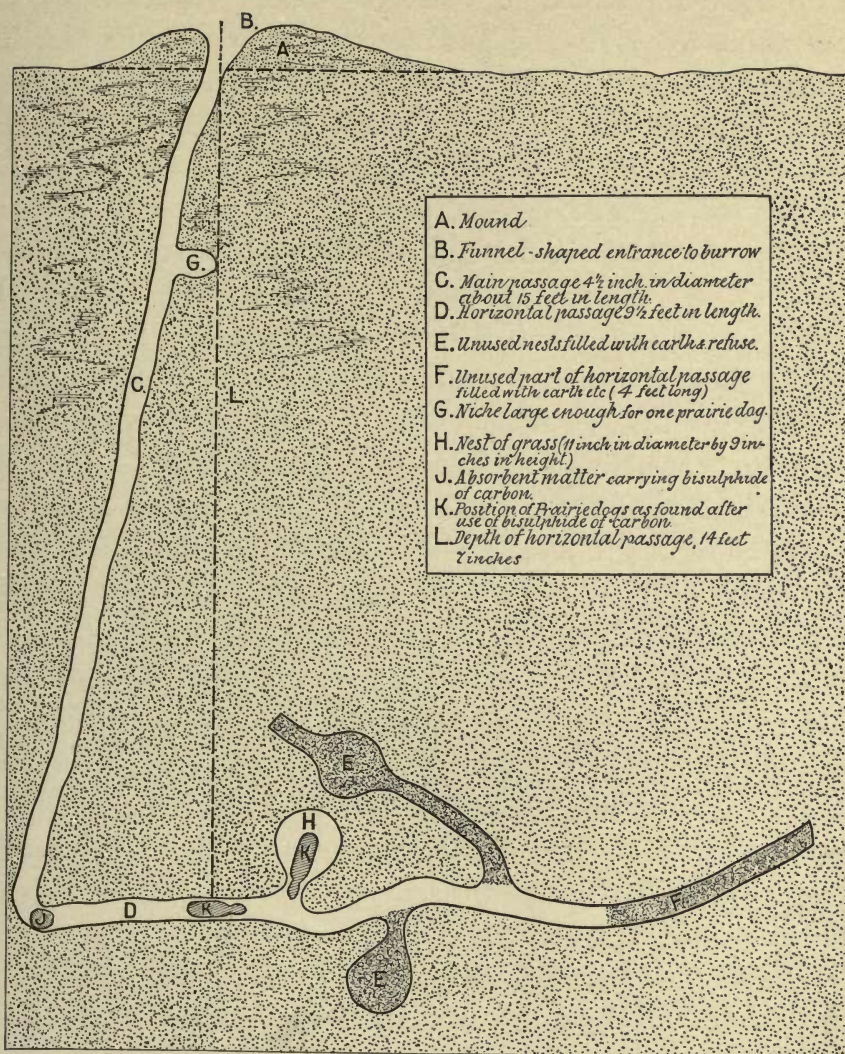 B.
A.
G.
C.
L
E
H
K
J
D
K
F
E
A. Mound
B. Funnel-shaped entrance to burrow
C. Main passage 4½ inch in diameter
about 15 feet in length.
D. Horizontal passage 9½ feet in length.
E. Unused nests filled with earth & refuse.
F. Unused part of horizontal passage
filled with earth etc (4 feet long)
G. Niche large enough for one prairie dog.
H. Nest of grass (11 inch in diameter by 9 in-
ches in height)
J. Absorbent matter carrying bisulphide
of carbon.
K. Position of Prairie dogs as found after
use of bisulphide of carbon.
L. Depth of horizontal passage, 14 feet
7 inches